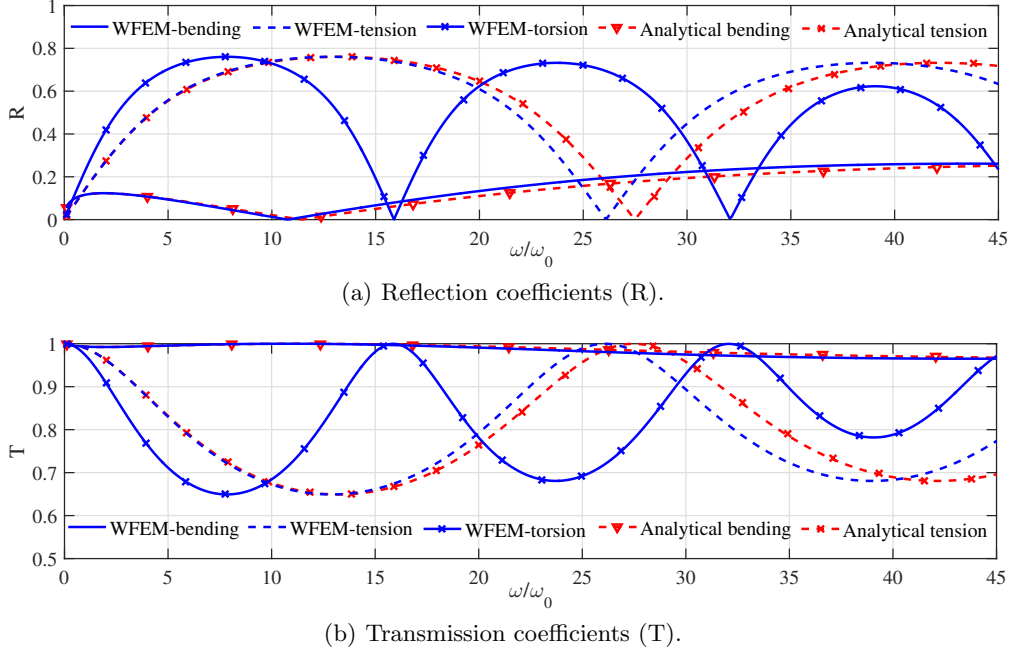 1
0.8
0.6
0.4
0.2
0
R
WFEM-bending WFEM-tension WFEM-torsion Analytical bending Analytical tension
0 5 10 15 20 25 30 35 40 45
ω/ω0
(a) Reflection coefficients (R).
1
0.9
0.8
0.7
0.6
0.5
T
WFEM-bending WFEM-tension WFEM-torsion Analytical bending Analytical tension
0 5 10 15 20 25 30 35 40 45
ω/ω0
(b) Transmission coefficients (T).